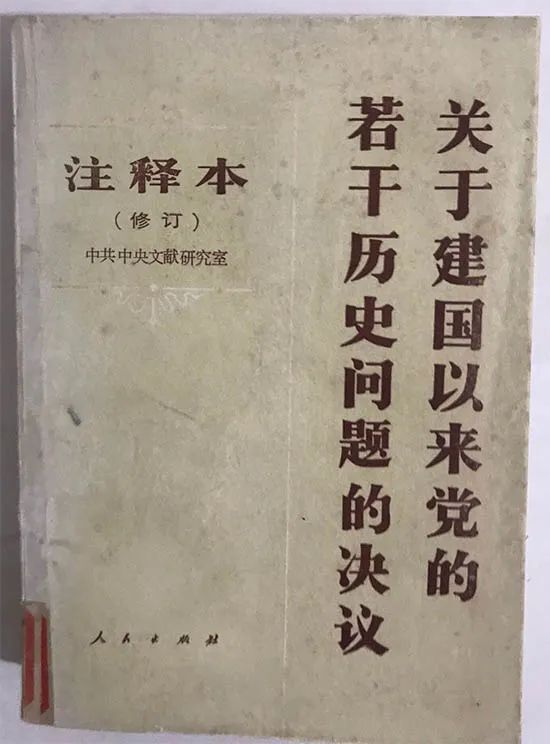 关于建国以来党的
若干历史问题的决议
注释本
（修订）
中共中央文献研究室
人民出版社